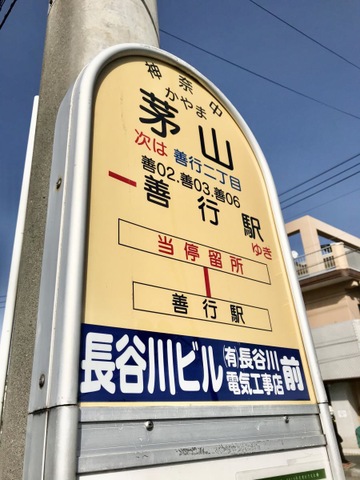 神奈中
かやま
茅山
次は 善行二丁目
善02.善03.善06
善行駅
ゆき
当停留所
善行駅
長谷川ビル (有)長谷川電気工事店 前